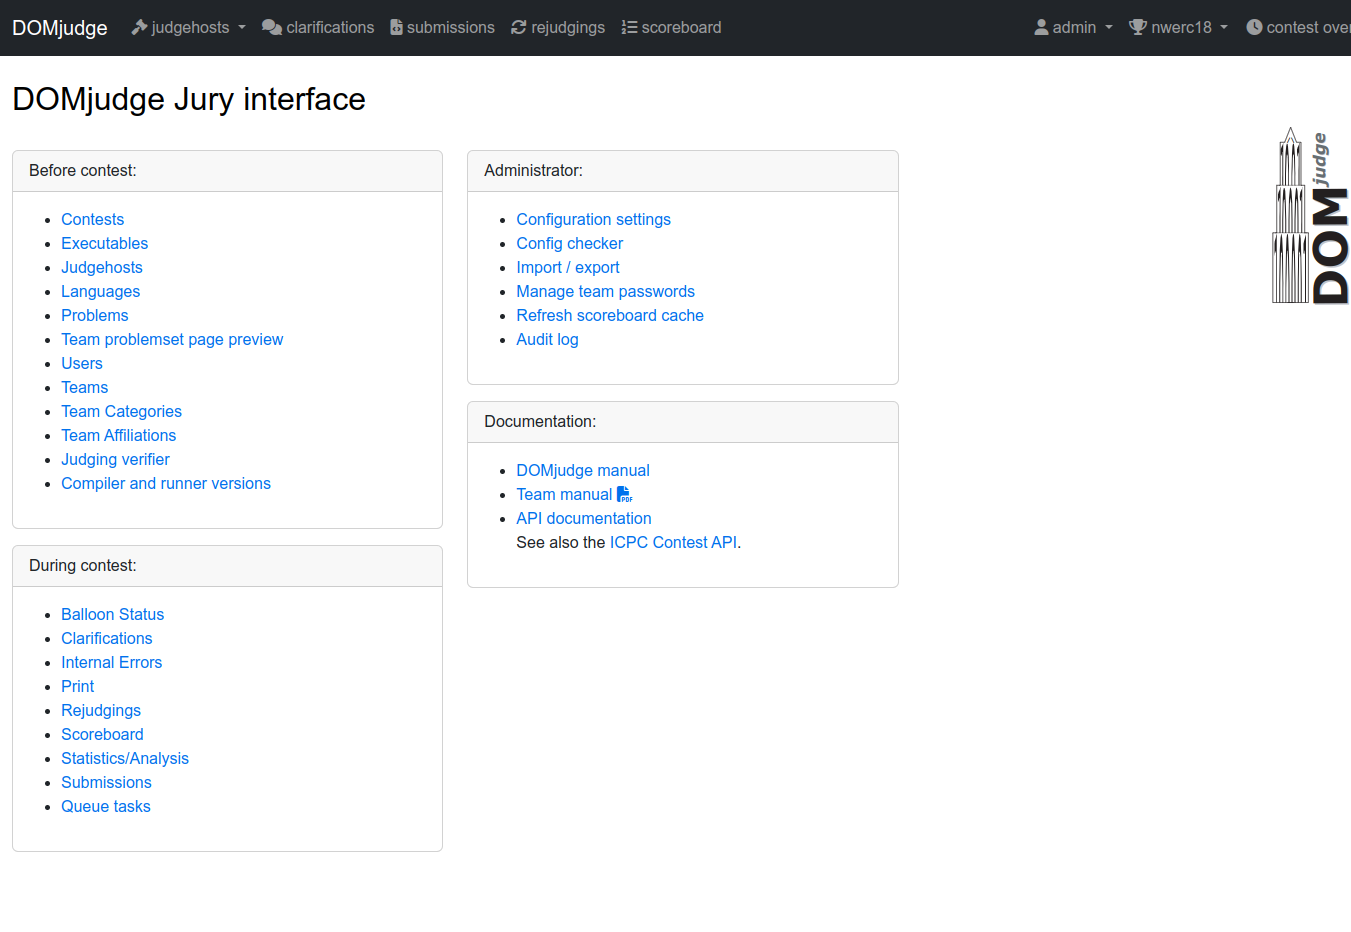 DOMjudge judgehosts clarifications submissions rejudgings scoreboard admin nwerc18 contest over
DOMjudge Jury interface
DOMjudge
Before contest:
Contests
Executables
Judgehosts
Languages
Problems
Team problemset page preview
Users
Teams
Team Categories
Team Affiliations
Judging verifier
Compiler and runner versions
During contest:
Balloon Status
Clarifications
Internal Errors
Print
Rejudgings
Scoreboard
Statistics/Analysis
Submissions
Queue tasks
Administrator:
Configuration settings
Config checker
Import / export
Manage team passwords
Refresh scoreboard cache
Audit log
Documentation:
DOMjudge manual
Team manual PDF
API documentation
See also the ICPC Contest API.